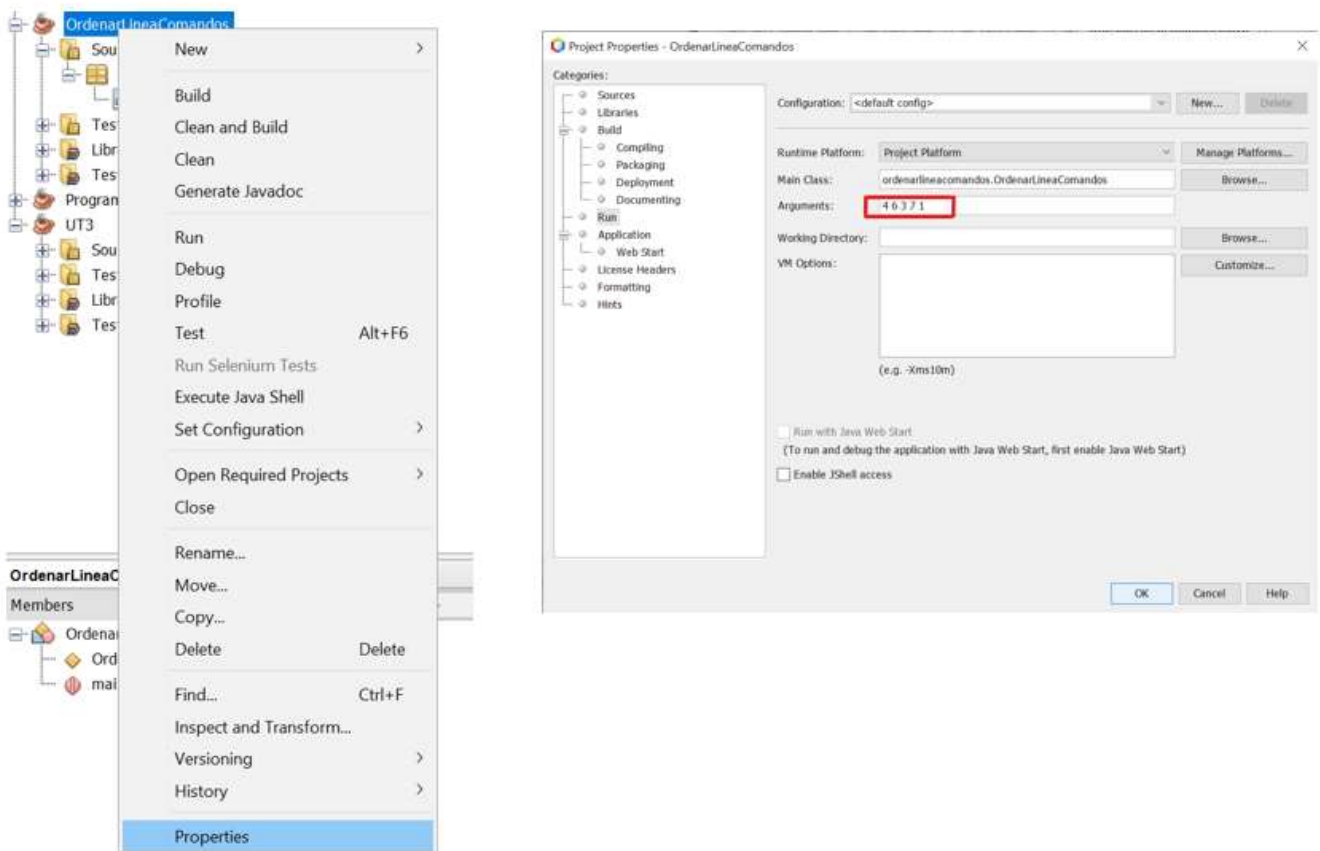 OrdenarLineaComandos
Sou
New
Build
Tes
Clean and Build
Libr
Clean
Tes
Generate Javadoc
Program
UT3
Run
Sou
Debug
Tes
Profile
Libr
Test Alt+F6
Tes
Run Selenium Tests
Execute Java Shell
Set Configuration
Open Required Projects
Close
Rename...
Move...
Copy...
Delete Delete
Find... Ctrl+F
Inspect and Transform...
Versioning
History
Properties
OrdenarLineaC
Members
Ordenar
Ord
mai
Project Properties - OrdenarLineaComandos
Categories:
Sources
Libraries
Build
Compiling
Packaging
Deployment
Documenting
Run
Application
Web Start
License Headers
Formatting
Hints
Configuration: <default config> New... Delete
Runtime Platform: Project Platform Manage Platforms...
Main Class: ordenarlineacomandos.OrdenarLineaComandos Browse...
Arguments: 4 6 3 7 1
Working Directory: Browse...
VM Options: Customize...
(e.g. -Xms10m)
Run with Java Web Start
(To run and debug the application with Java Web Start, first enable Java Web Start)
Enable JShell access
OK Cancel Help